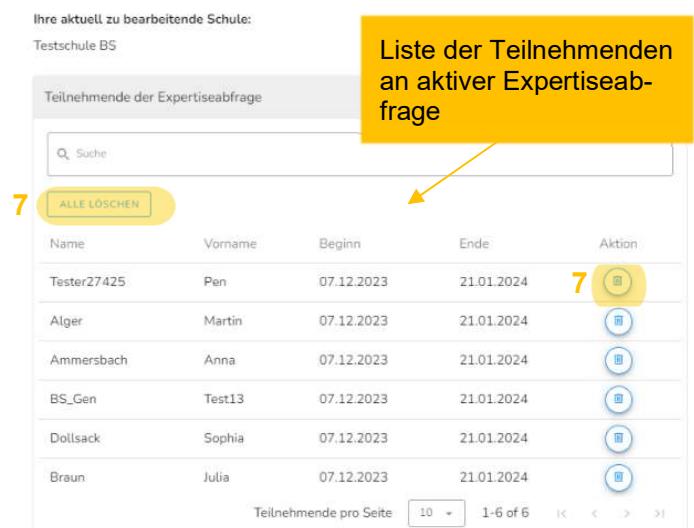 Ihre aktuell zu bearbeitende Schule:
Testschule BS
Liste der Teilnehmenden
an aktiver Expertiseab-
frage
Teilnehmende der Expertiseabfrage
Suche
7 ALLE LÖSCHEN
Name Vorname Beginn Ende Aktion
Tester27425 Pen 07.12.2023 21.01.2024 7
Alger Martin 07.12.2023 21.01.2024
Ammersbach Anna 07.12.2023 21.01.2024
BS_Gen Test13 07.12.2023 21.01.2024
Dollsack Sophia 07.12.2023 21.01.2024
Braun Julia 07.12.2023 21.01.2024
Teilnehmende pro Seite 10 1-6 of 6